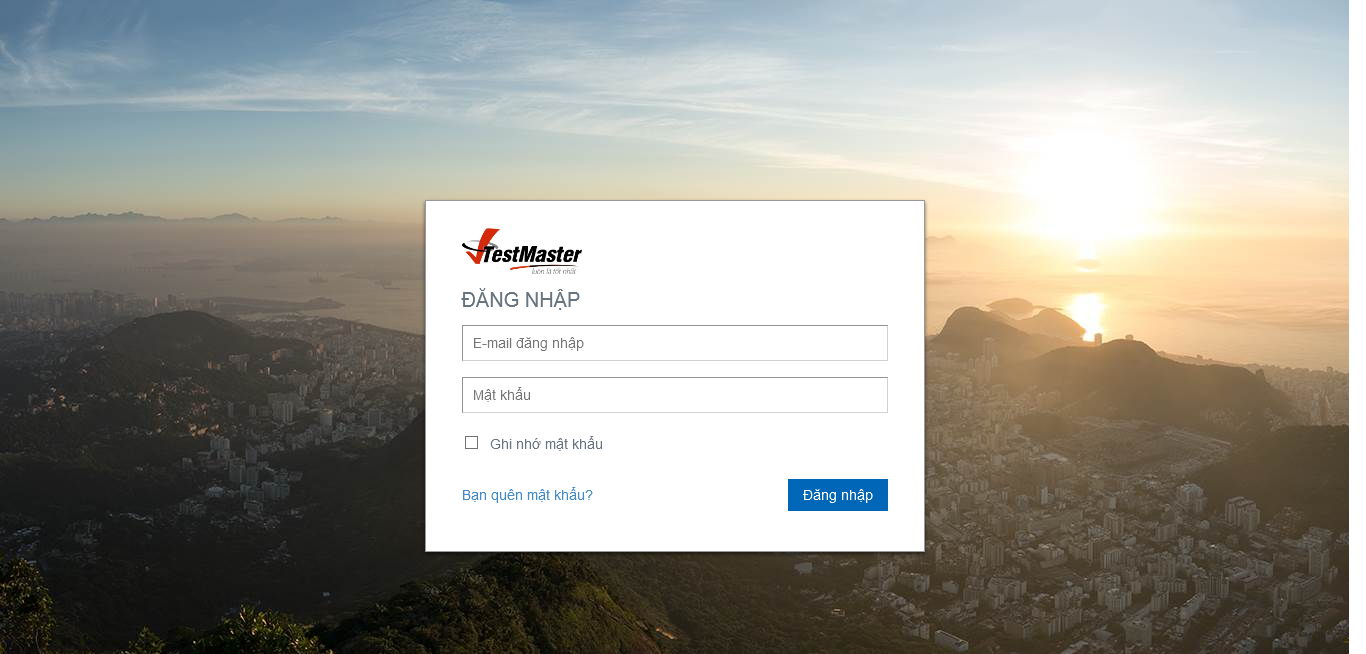 TestMaster
luôn là tốt nhất
ĐĂNG NHẬP
E-mail đăng nhập
Mật khẩu
Ghi nhớ mật khẩu
Bạn quên mật khẩu?
Đăng nhập